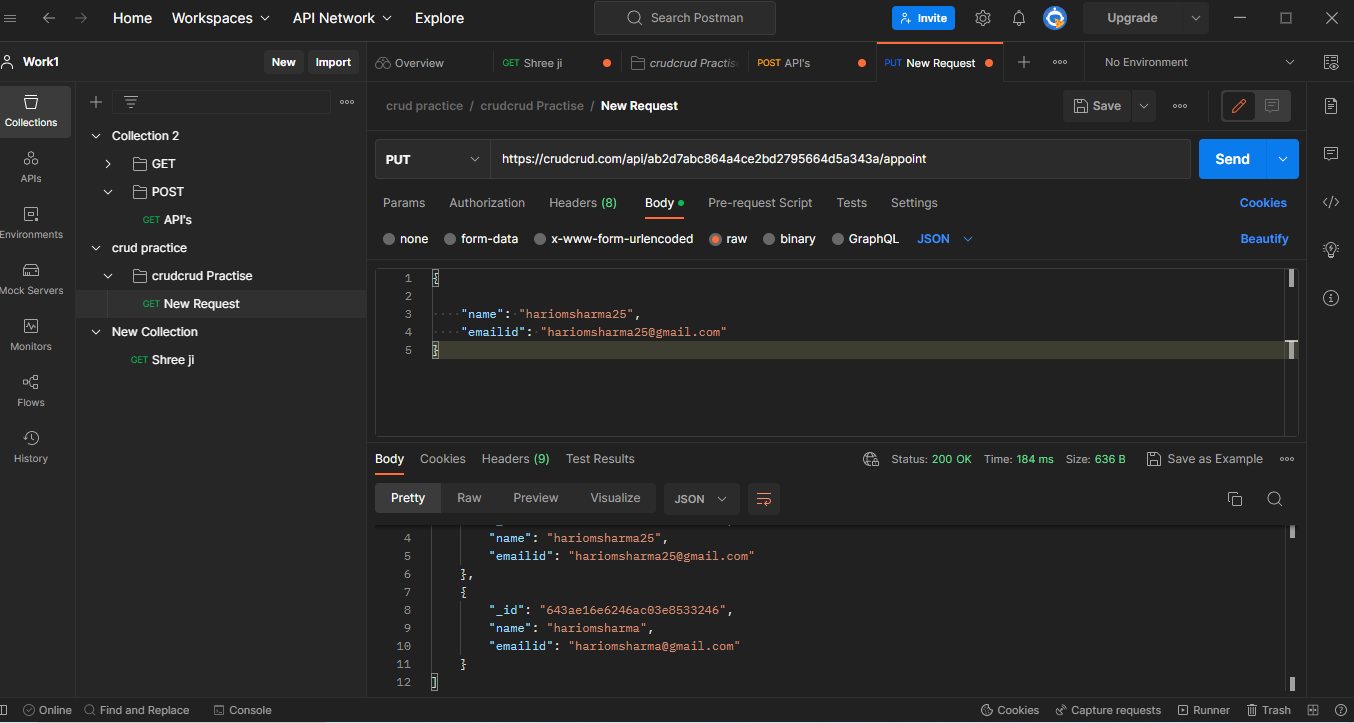 Home Workspaces API Network Explore Search Postman Invite Upgrade
Work1 New Import Overview GET Shree ji crudcrud Practise POST API's PUT New Request No Environment
crud practice / crudcrud Practise / New Request Save
Collections
APIs
Environments
Mock Servers
Monitors
Flows
History
Collection 2
GET
POST
GET API's
crud practice
crudcrud Practise
GET New Request
New Collection
GET Shree ji
PUT https://crudcrud.com/api/ab2d7abc864a4ce2bd2795664d5a343a/appoint Send
Params Authorization Headers (8) Body Pre-request Script Tests Settings Cookies
none form-data x-www-form-urlencoded raw binary GraphQL JSON Beautify
1 {
2
3 "name": "hariomsharma25",
4 "emailid": "hariomsharma25@gmail.com"
5 }
Body Cookies Headers (9) Test Results Status: 200 OK Time: 184 ms Size: 636 B Save as Example
Pretty Raw Preview Visualize JSON
4 "name": "hariomsharma25",
5 "emailid": "hariomsharma25@gmail.com"
6 },
7 {
8 "_id": "643ae16e6246ac03e8533246",
9 "name": "hariomsharma",
10 "emailid": "hariomsharma@gmail.com"
11 }
12 ]
Online Find and Replace Console Cookies Capture requests Runner Trash